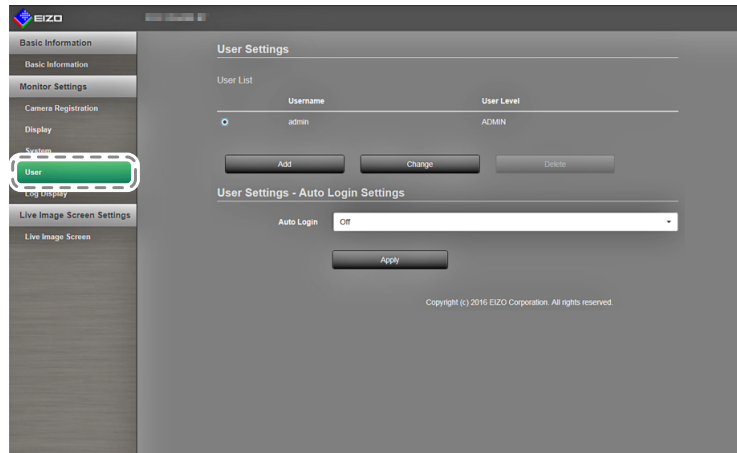 EIZO
Basic Information
Basic Information
Monitor Settings
Camera Registration
Display
System
User
Log Display
Live Image Screen Settings
Live Image Screen
User Settings
User List
Username User Level
admin ADMIN
Add Change Delete
User Settings - Auto Login Settings
Auto Login Off
Apply
Copyright (c) 2016 EIZO Corporation. All rights reserved.